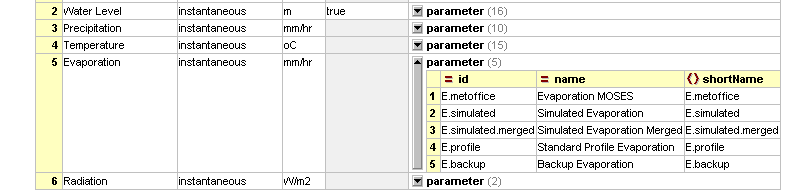 2 Water Level instantaneous m true parameter (16)
3 Precipitation instantaneous mm/hr parameter (10)
4 Temperature instantaneous oC parameter (15)
5 Evaporation instantaneous mm/hr parameter (5)
= id = name {} shortName
1 E.metoffice Evaporation MOSES E.metoffice
2 E.simulated Simulated Evaporation E.simulated
3 E.simulated.merged Simulated Evaporation Merged E.simulated.merged
4 E.profile Standard Profile Evaporation E.profile
5 E.backup Backup Evaporation E.backup
6 Radiation instantaneous W/m2 parameter (2)